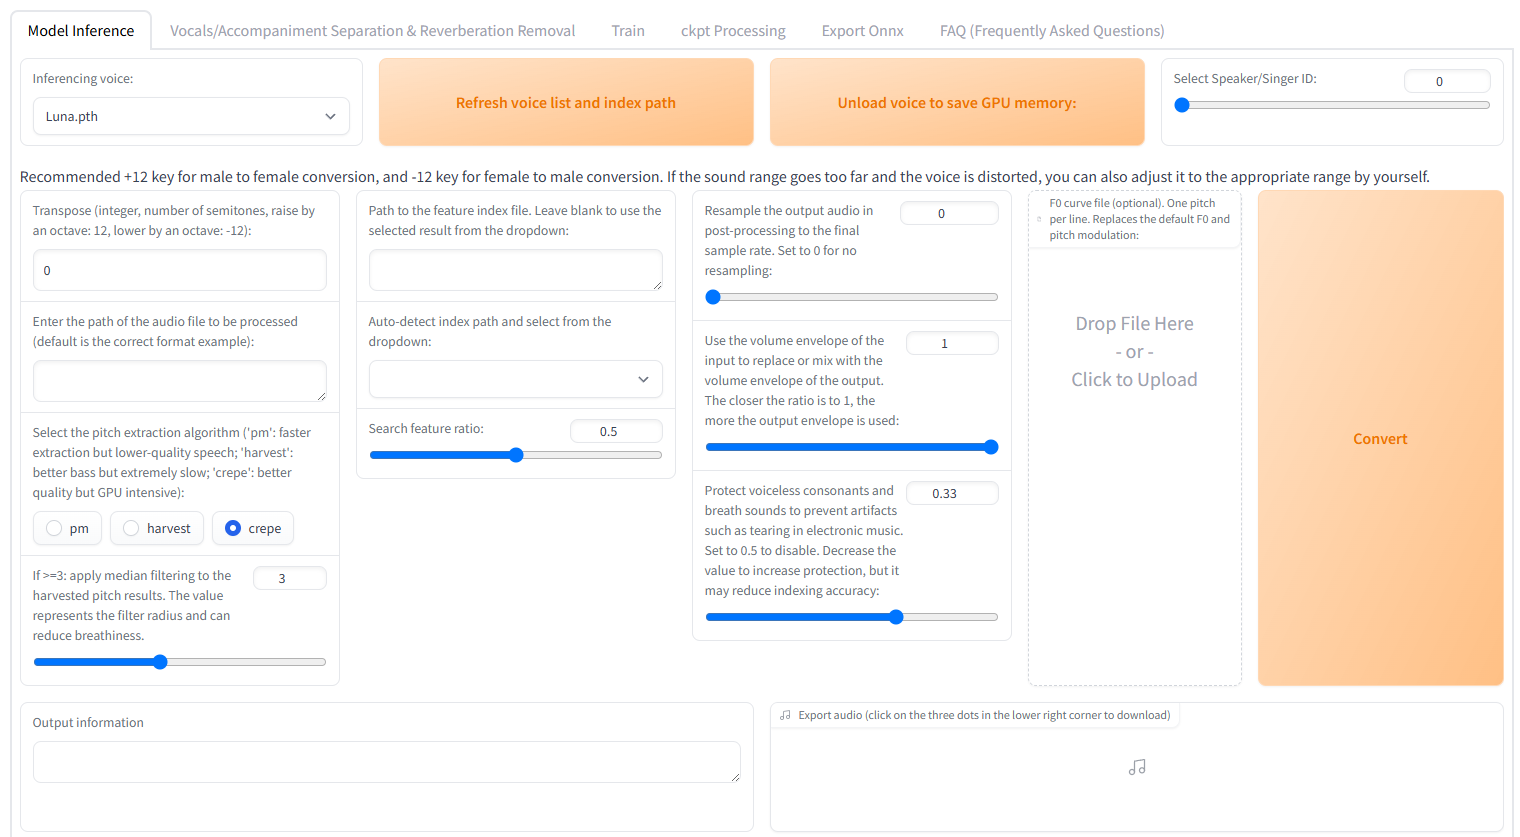 Model Inference
Vocals/Accompaniment Separation & Reverberation Removal
Train
ckpt Processing
Export Onnx
FAQ (Frequently Asked Questions)
Inferencing voice:
Luna.pth
Refresh voice list and index path
Unload voice to save GPU memory:
Select Speaker/Singer ID:
0
Recommended +12 key for male to female conversion, and -12 key for female to male conversion. If the sound range goes too far and the voice is distorted, you can also adjust it to the appropriate range by yourself.
Transpose (integer, number of semitones, raise by
an octave: 12, lower by an octave: -12):
0
Enter the path of the audio file to be processed
(default is the correct format example):
Select the pitch extraction algorithm ('pm': faster
extraction but lower-quality speech; 'harvest':
better bass but extremely slow; 'crepe': better
quality but GPU intensive):
pm
harvest
crepe
If >=3: apply median filtering to the
harvested pitch results. The value
represents the filter radius and can
reduce breathiness.
3
Path to the feature index file. Leave blank to use the
selected result from the dropdown:
Auto-detect index path and select from the
dropdown:
Search feature ratio:
0.5
Resample the output audio in
post-processing to the final
sample rate. Set to 0 for no
resampling:
0
Use the volume envelope of the
input to replace or mix with the
volume envelope of the output.
The closer the ratio is to 1, the
more the output envelope is used:
1
Protect voiceless consonants and
breath sounds to prevent artifacts
such as tearing in electronic music.
Set to 0.5 to disable. Decrease the
value to increase protection, but it
may reduce indexing accuracy:
0.33
F0 curve file (optional). One pitch
per line. Replaces the default F0 and
pitch modulation:
Drop File Here
- or -
Click to Upload
Convert
Output information
Export audio (click on the three dots in the lower right corner to download)